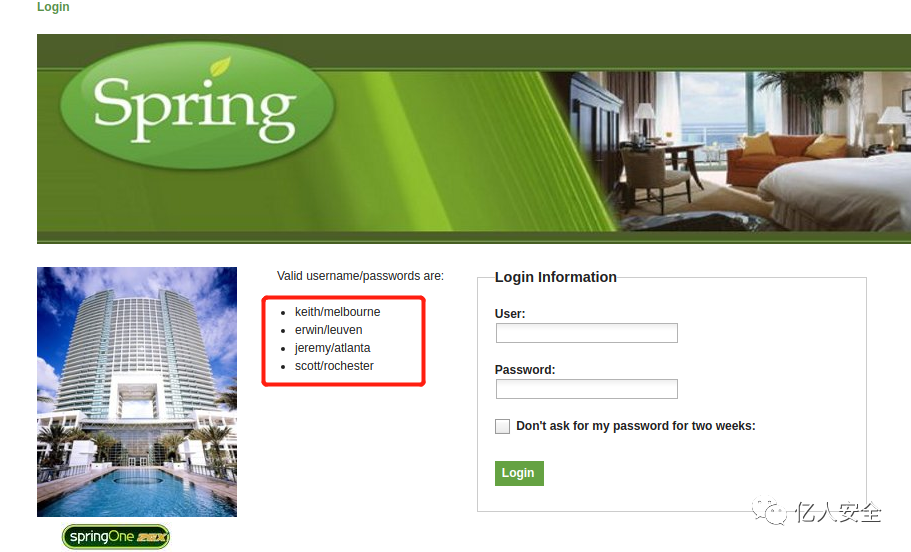 Login
Spring
Valid username/passwords are:
keith/melbourne
erwin/leuven
jeremy/atlanta
scott/rochester
Login Information
User:
Password:
Don't ask for my password for two weeks:
Login
springOne 2GX
亿人安全